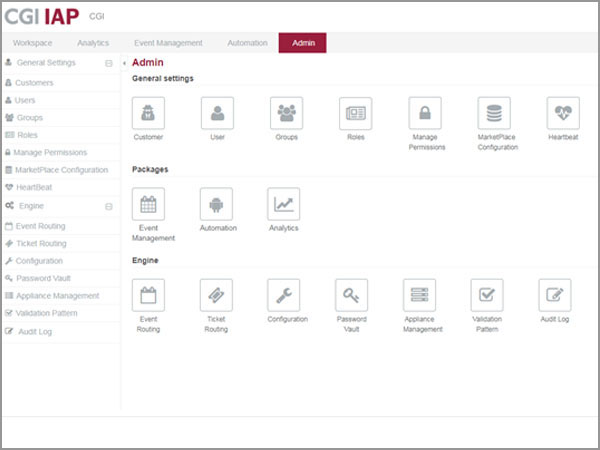 CGI IAP CGI
Workspace Analytics Event Management Automation Admin
General Settings
Customers
Users
Groups
Roles
Manage Permissions
MarketPlace Configuration
HeartBeat
Engine
Event Routing
Ticket Routing
Configuration
Password Vault
Appliance Management
Validation Pattern
Audit Log
Admin
General settings
Customer User Groups Roles Manage MarketPlace Heartbeat
Permissions Configuration
Packages
Event Automation Analytics
Management
Engine
Event Ticket Configuration Password Appliance Validation Audit Log
Routing Routing Vault Management Pattern